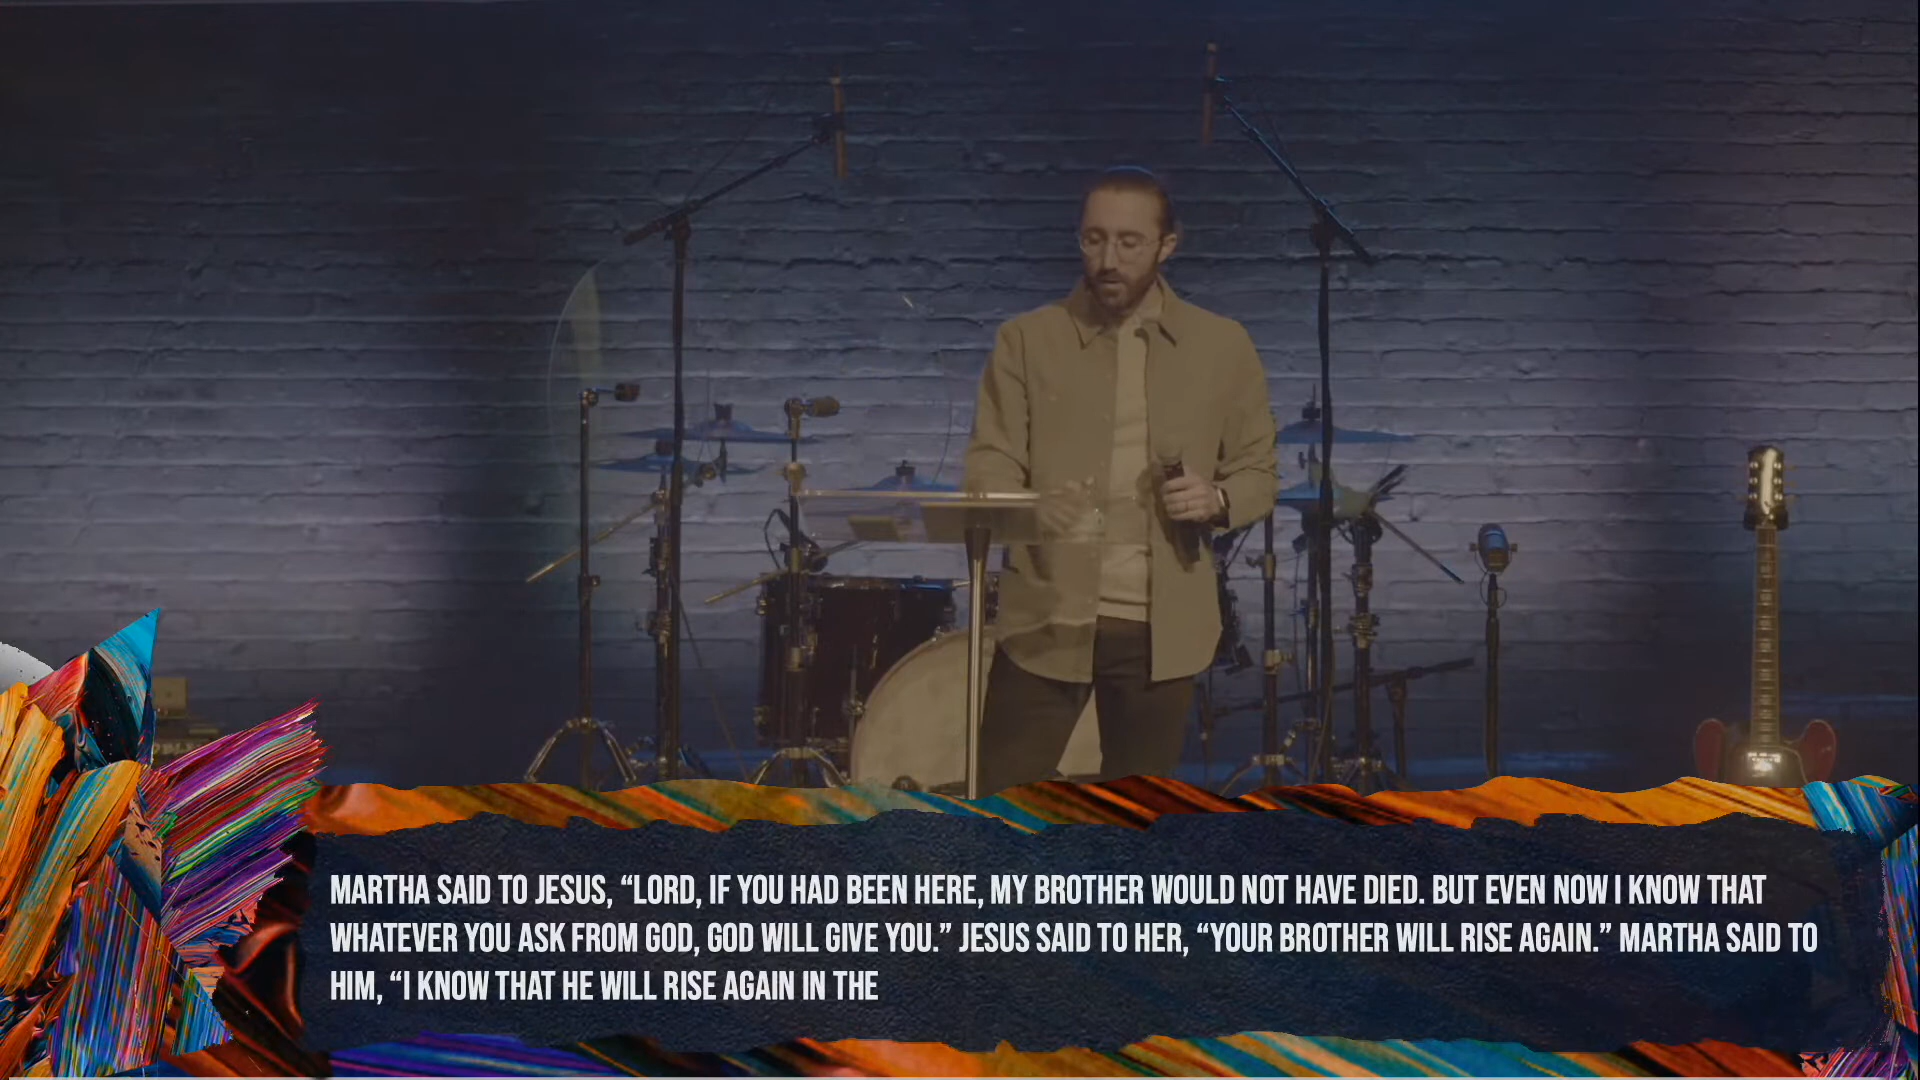 MARTHA SAID TO JESUS, “LORD, IF YOU HAD BEEN HERE, MY BROTHER WOULD NOT HAVE DIED. BUT EVEN NOW I KNOW THAT
WHATEVER YOU ASK FROM GOD, GOD WILL GIVE YOU.” JESUS SAID TO HER, “YOUR BROTHER WILL RISE AGAIN.” MARTHA SAID TO
HIM, “I KNOW THAT HE WILL RISE AGAIN IN THE